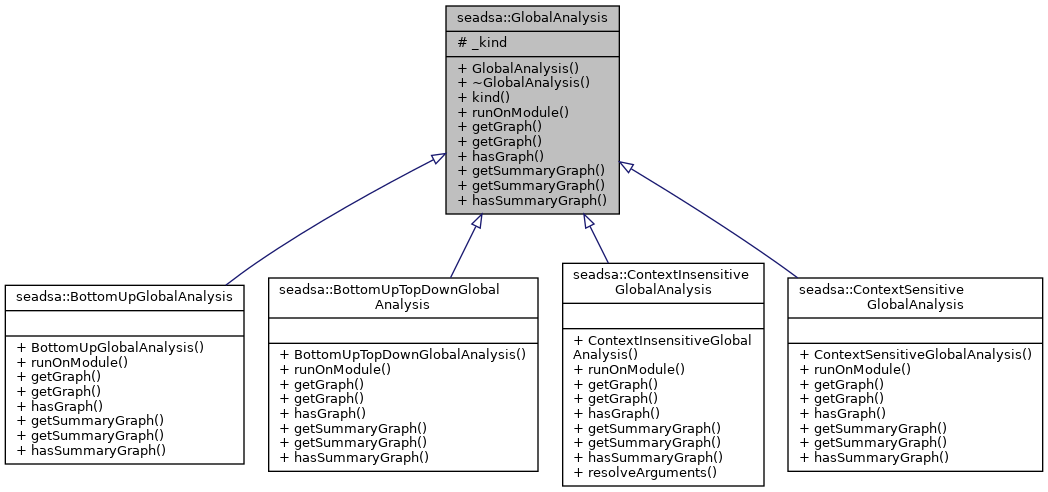 seadsa::GlobalAnalysis
# _kind
+ GlobalAnalysis()
+ ~GlobalAnalysis()
+ kind()
+ runOnModule()
+ getGraph()
+ getGraph()
+ hasGraph()
+ getSummaryGraph()
+ getSummaryGraph()
+ hasSummaryGraph()
seadsa::BottomUpGlobalAnalysis
+ BottomUpGlobalAnalysis()
+ runOnModule()
+ getGraph()
+ getGraph()
+ hasGraph()
+ getSummaryGraph()
+ getSummaryGraph()
+ hasSummaryGraph()
seadsa::BottomUpTopDownGlobal
Analysis
+ BottomUpTopDownGlobalAnalysis()
+ runOnModule()
+ getGraph()
+ getGraph()
+ hasGraph()
+ getSummaryGraph()
+ getSummaryGraph()
+ hasSummaryGraph()
seadsa::ContextInsensitive
GlobalAnalysis
+ ContextInsensitiveGlobal
Analysis()
+ runOnModule()
+ getGraph()
+ getGraph()
+ hasGraph()
+ getSummaryGraph()
+ getSummaryGraph()
+ hasSummaryGraph()
+ resolveArguments()
seadsa::ContextSensitive
GlobalAnalysis
+ ContextSensitiveGlobalAnalysis()
+ runOnModule()
+ getGraph()
+ getGraph()
+ hasGraph()
+ getSummaryGraph()
+ getSummaryGraph()
+ hasSummaryGraph()